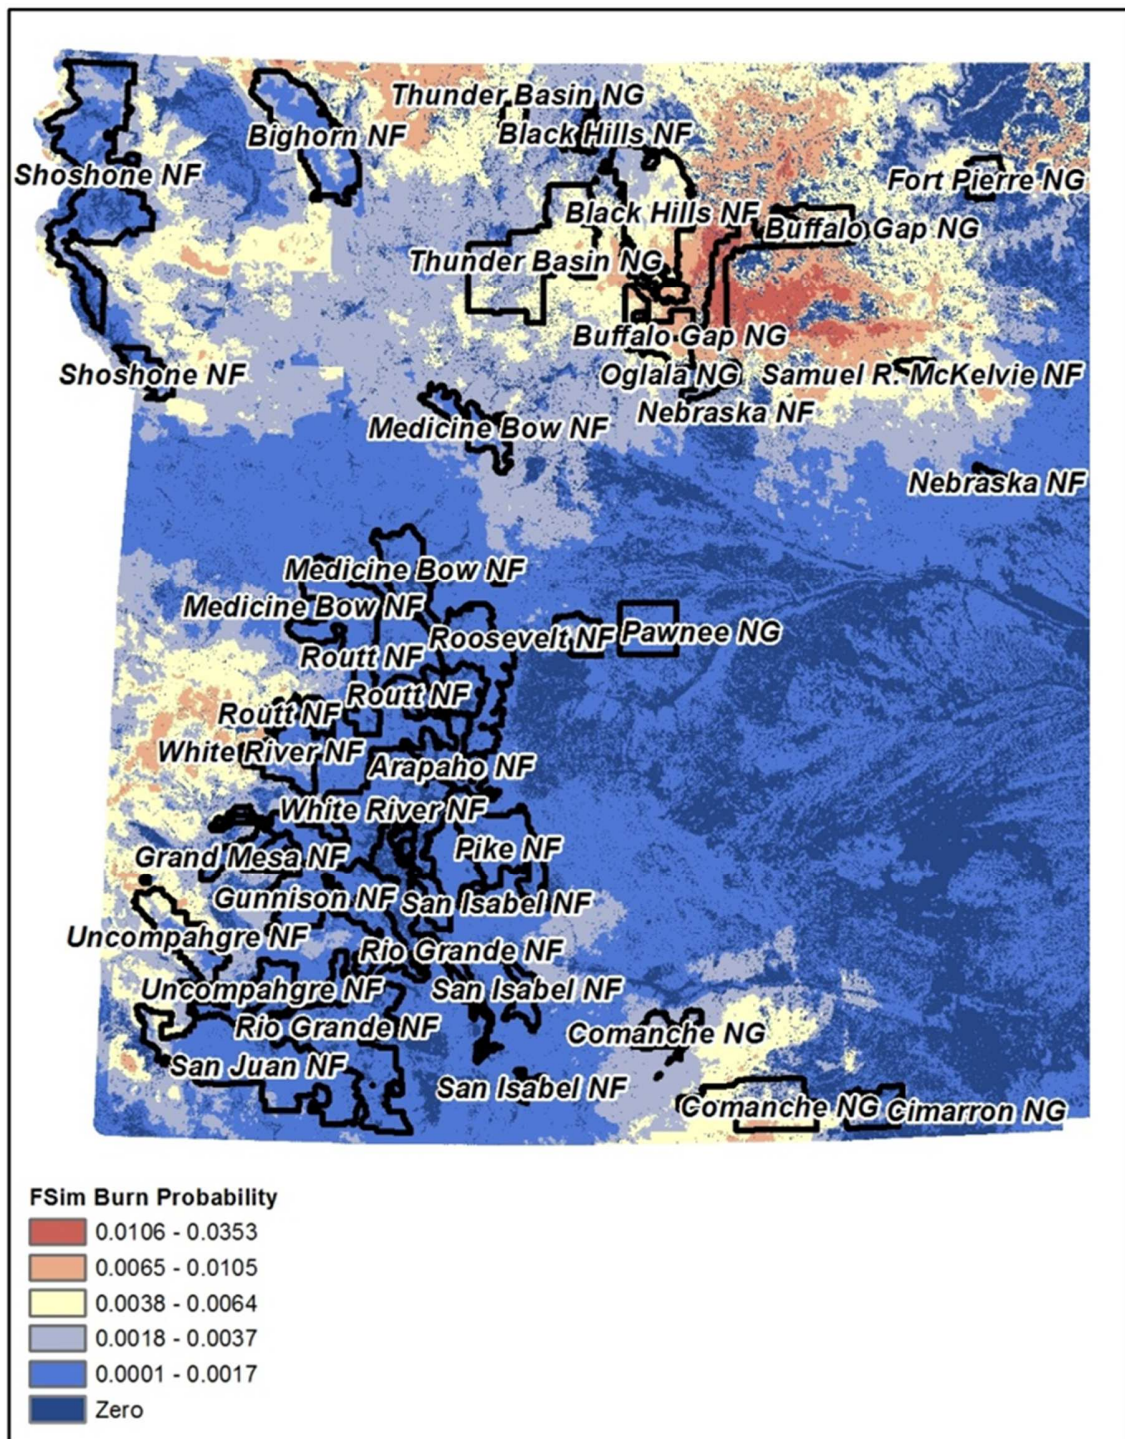 Thunder Basin NG
Bighorn NF
Black Hills NF
Shoshone NF
Fort Pierre NG
Black Hills NF
Buffalo Gap NG
Thunder Basin NG
Buffalo Gap NG
Shoshone NF
Oglala NG
Samuel R. McKelvie NF
Nebraska NF
Medicine Bow NF
Nebraska NF
Medicine Bow NF
Medicine Bow NF
Roosevelt NF
Pawnee NG
Routt NF
Routt NF
Routt NF
White River NF
Arapaho NF
White River NF
Grand Mesa NF
Pike NF
Gunnison NF
San Isabel NF
Uncompahgre NF
Rio Grande NF
Uncompahgre NF
San Isabel NF
Rio Grande NF
Comanche NG
San Juan NF
San Isabel NF
Comanche NG
Cimarron NG
FSim Burn Probability
0.0106 - 0.0353
0.0065 - 0.0105
0.0038 - 0.0064
0.0018 - 0.0037
0.0001 - 0.0017
Zero